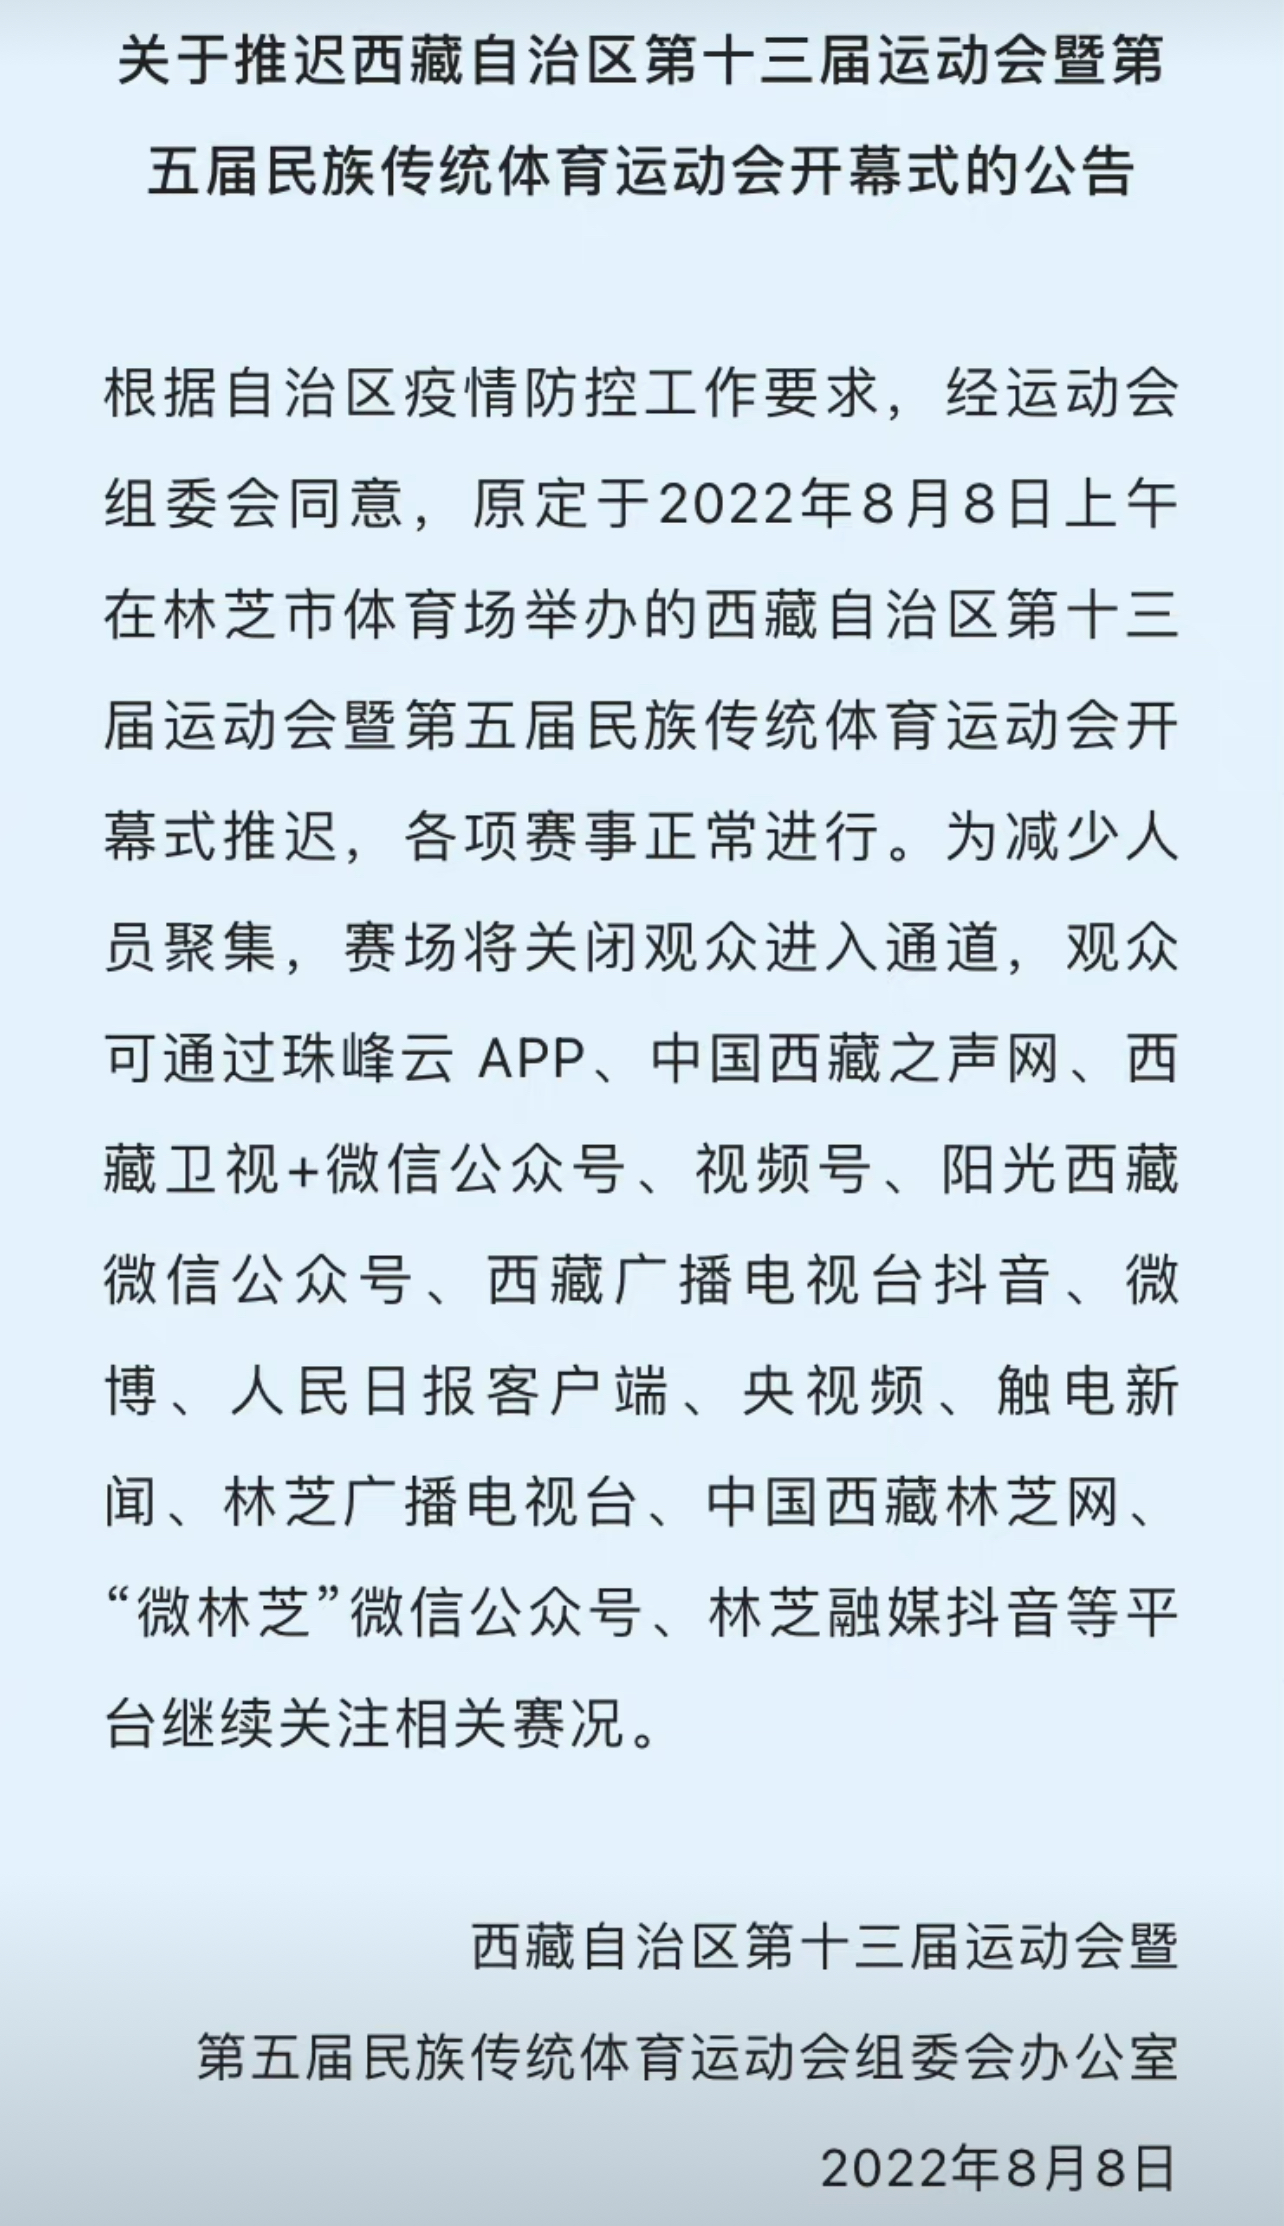 关于推迟西藏自治区第十三届运动会暨第
五届民族传统体育运动会开幕式的公告
根据自治区疫情防控工作要求，经运动会
组委会同意，原定于2022年8月8日上午
在林芝市体育场举办的西藏自治区第十三
届运动会暨第五届民族传统体育运动会开
幕式推迟，各项赛事正常进行。为减少人
员聚集，赛场将关闭观众进入通道，观众
可通过珠峰云 APP、中国西藏之声网、西
藏卫视+微信公众号、视频号、阳光西藏
微信公众号、西藏广播电视台抖音、微
博、人民日报客户端、央视频、触电新
闻、林芝广播电视台、中国西藏林芝网、
“微林芝”微信公众号、林芝融媒抖音等平
台继续关注相关赛况。
西藏自治区第十三届运动会暨
第五届民族传统体育运动会组委会办公室
2022年8月8日